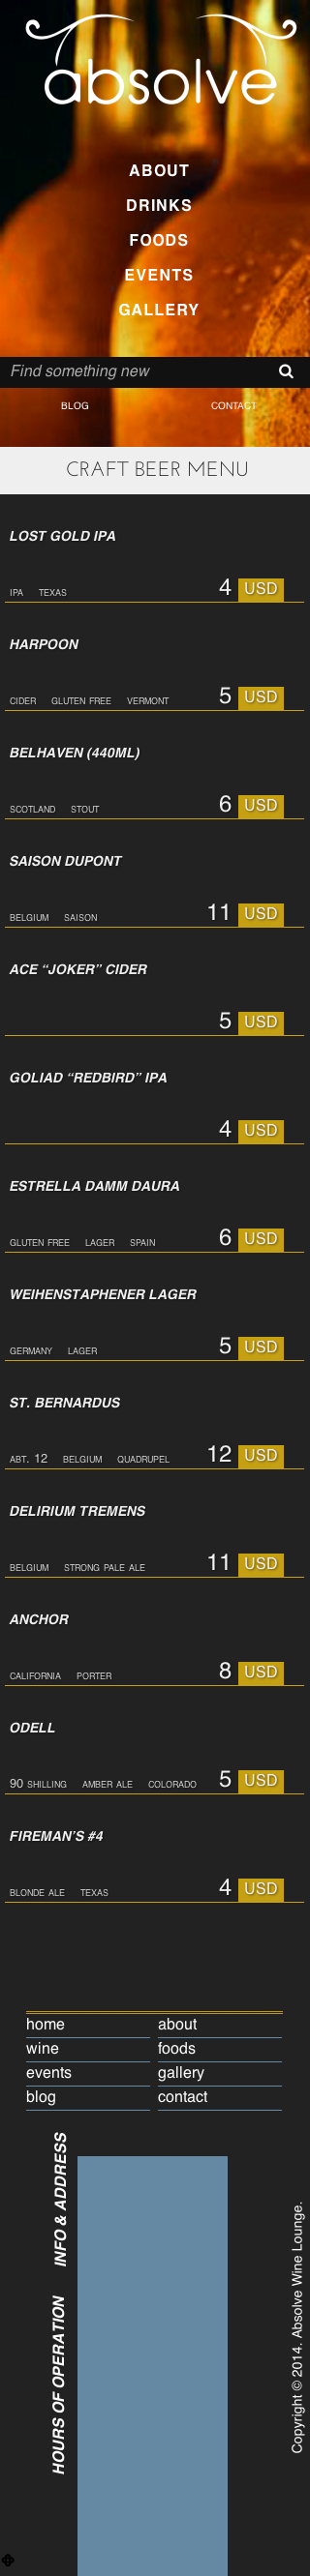 absolve
ABOUT
DRINKS
FOODS
EVENTS
GALLERY
Find something new
BLOG CONTACT
CRAFT BEER MENU
LOST GOLD IPA
IPA TEXAS 4 USD
HARPOON
CIDER GLUTEN FREE VERMONT 5 USD
BELHAVEN (440ML)
SCOTLAND STOUT 6 USD
SAISON DUPONT
BELGIUM SAISON 11 USD
ACE “JOKER” CIDER
5 USD
GOLIAD “REDBIRD” IPA
4 USD
ESTRELLA DAMM DAURA
GLUTEN FREE LAGER SPAIN 6 USD
WEIHENSTAPHENER LAGER
GERMANY LAGER 5 USD
ST. BERNARDUS
ABT. 12 BELGIUM QUADRUPEL 12 USD
DELIRIUM TREMENS
BELGIUM STRONG PALE ALE 11 USD
ANCHOR
CALIFORNIA PORTER 8 USD
ODELL
90 SHILLING AMBER ALE COLORADO 5 USD
FIREMAN’S #4
BLONDE ALE TEXAS 4 USD
home about
wine foods
events gallery
blog contact
INFO & ADDRESS
HOURS OF OPERATION
Copyright © 2014. Absolve Wine Lounge.